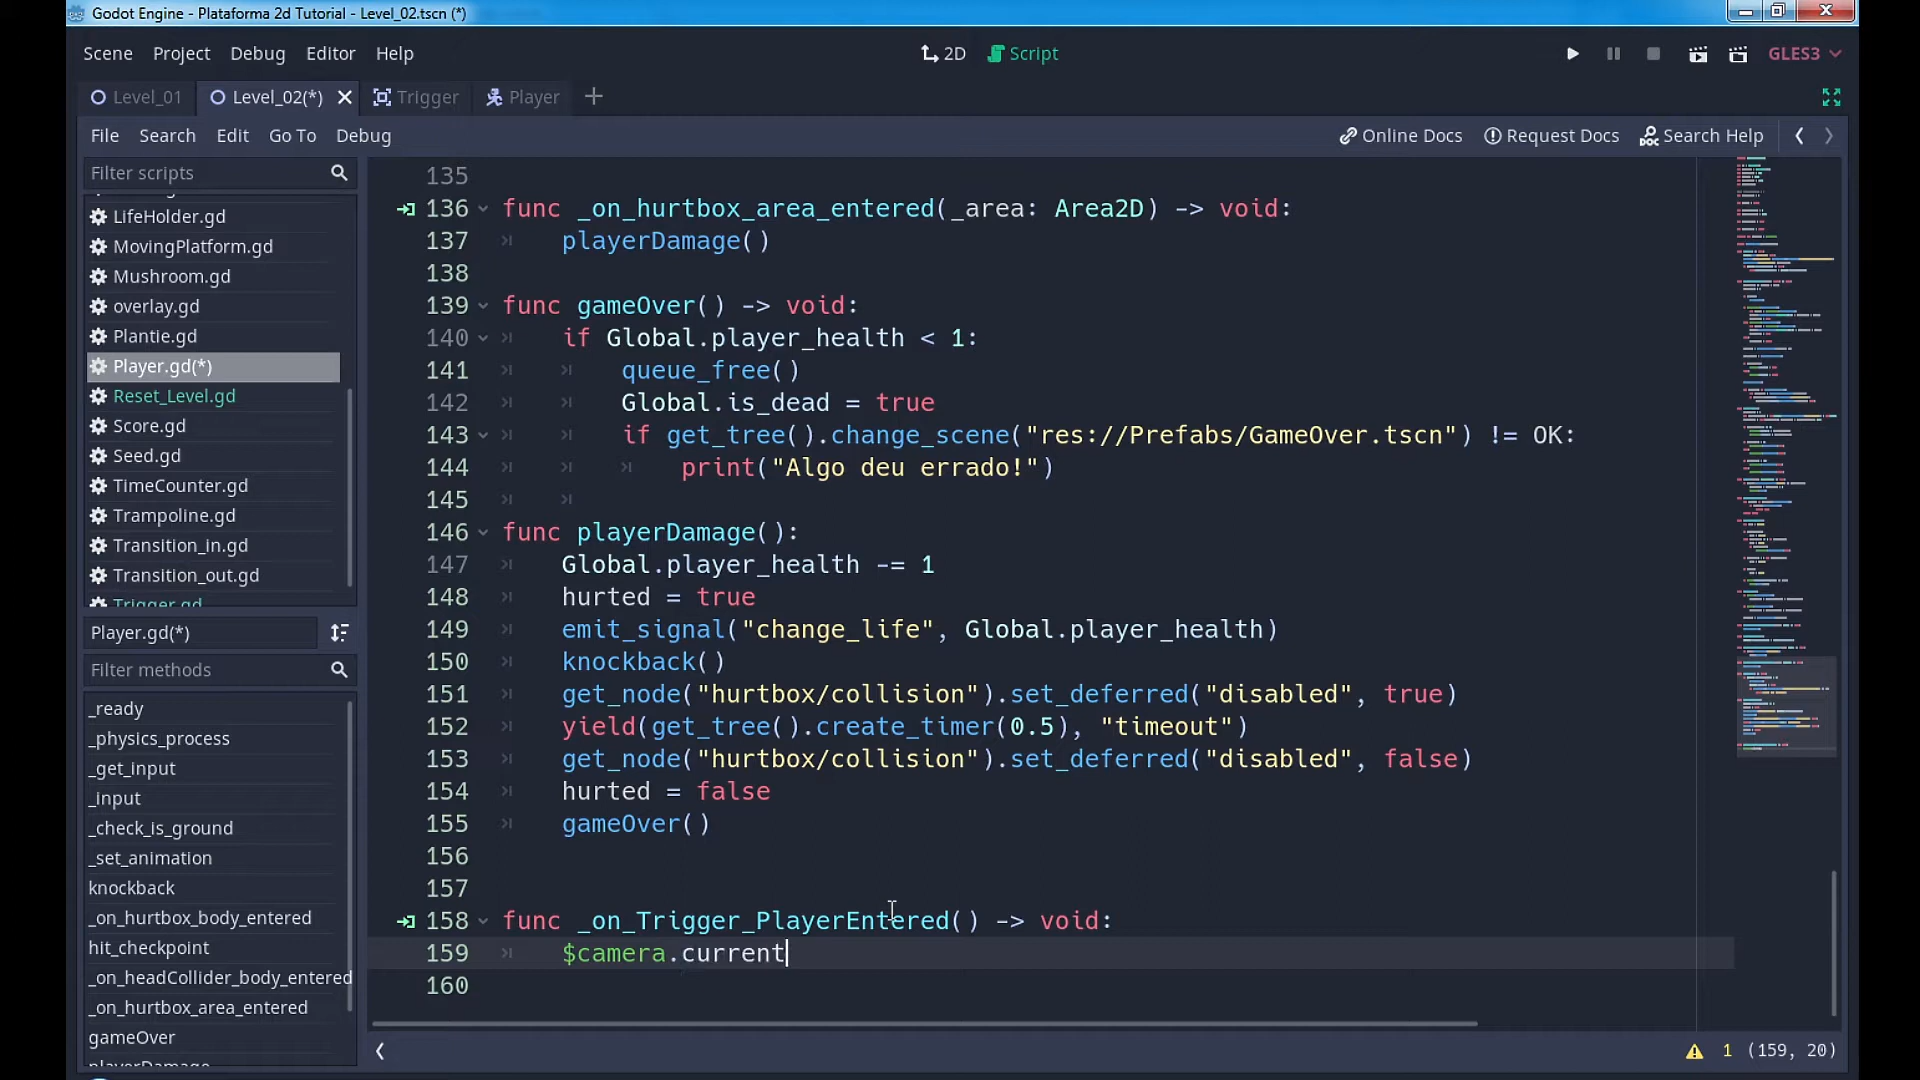 Godot Engine - Plataforma 2d Tutorial - Level_02.tscn (*)
Scene Project Debug Editor Help 2D Script GLES3
Level_01 Level_02(*) Trigger Player
File Search Edit Go To Debug Online Docs Request Docs Search Help
Filter scripts
LifeHolder.gd
MovingPlatform.gd
Mushroom.gd
overlay.gd
Plantie.gd
Player.gd(*)
Reset_Level.gd
Score.gd
Seed.gd
TimeCounter.gd
Trampoline.gd
Transition_in.gd
Transition_out.gd
Trigger.gd
Player.gd(*)
Filter methods
_ready
_physics_process
_get_input
_input
_check_is_ground
_set_animation
knockback
_on_hurtbox_body_entered
hit_checkpoint
_on_headCollider_body_entered
_on_hurtbox_area_entered
gameOver
playerDamage
135
136 func _on_hurtbox_area_entered(_area: Area2D) -> void:
137 playerDamage()
138
139 func gameOver() -> void:
140 if Global.player_health < 1:
141 queue_free()
142 Global.is_dead = true
143 if get_tree().change_scene("res://Prefabs/GameOver.tscn") != OK:
144 print("Algo deu errado!")
145
146 func playerDamage():
147 Global.player_health -= 1
148 hurted = true
149 emit_signal("change_life", Global.player_health)
150 knockback()
151 get_node("hurtbox/collision").set_deferred("disabled", true)
152 yield(get_tree().create_timer(0.5), "timeout")
153 get_node("hurtbox/collision").set_deferred("disabled", false)
154 hurted = false
155 gameOver()
156
157
158 func _on_Trigger_PlayerEntered() -> void:
159 $camera.current
160
1 (159, 20)